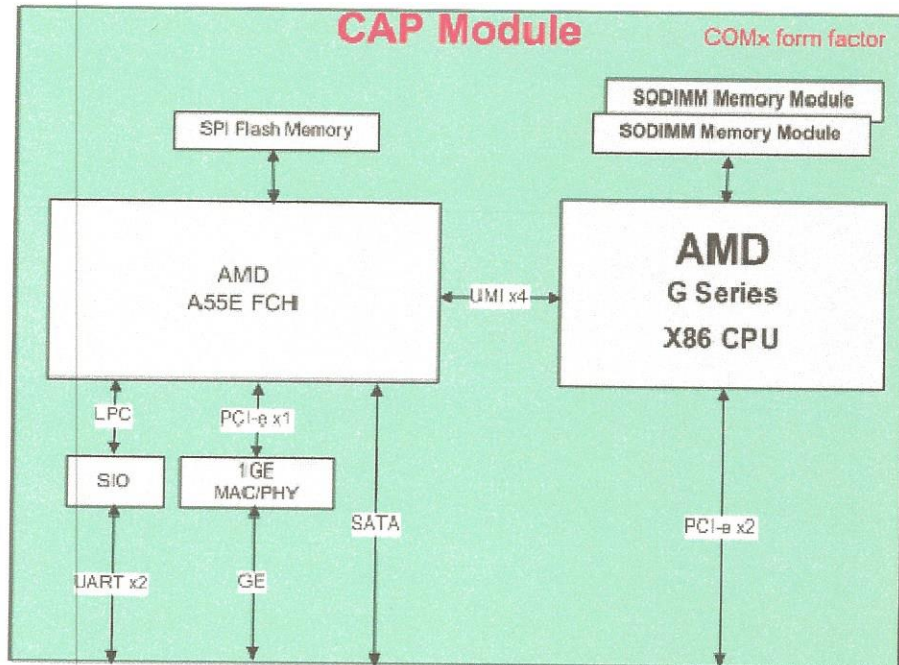 CAP Module
COMx form factor
SODIMM Memory Module
SODIMM Memory Module
SPI Flash Memory
AMD
A55E FCH
UMI x4
AMD
G Series
X86 CPU
LPC
PCI-e x1
SIO
1GE
MAC/PHY
SATA
PCI-e x2
UART x2
GE